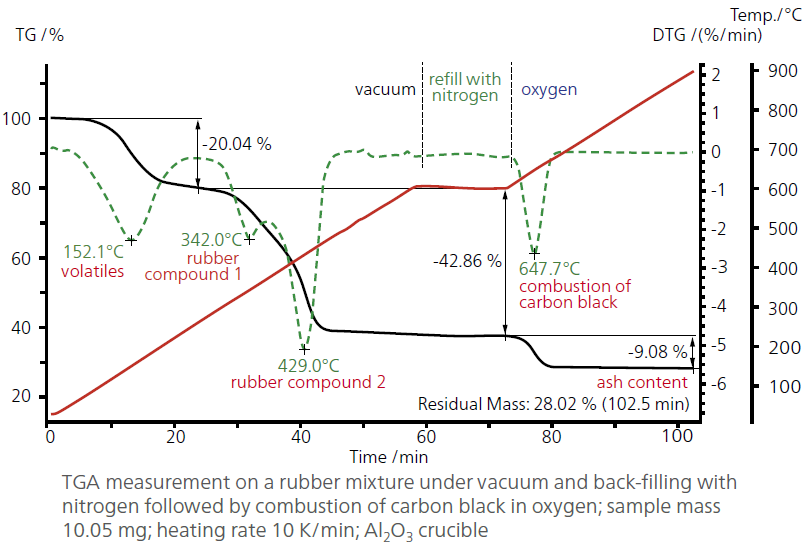 Temp./°C
TG /%
DTG /(%/min)
vacuum
refill with
nitrogen
oxygen
2
900
1
800
100
0
700
-20.04 %
80
-1
600
-2
500
152.1°C
volatiles
342.0°C
rubber
compound 1
60
-42.86 %
647.7°C
combustion of
carbon black
-3
400
-4
300
40
-5
200
-9.08 %
429.0°C
rubber compound 2
ash content
-6
100
20
Residual Mass: 28.02 % (102.5 min)
0
20
40
60
80
100
Time /min
TGA measurement on a rubber mixture under vacuum and back-filling with
nitrogen followed by combustion of carbon black in oxygen; sample mass
10.05 mg; heating rate 10 K/min; Al₂O₃ crucible